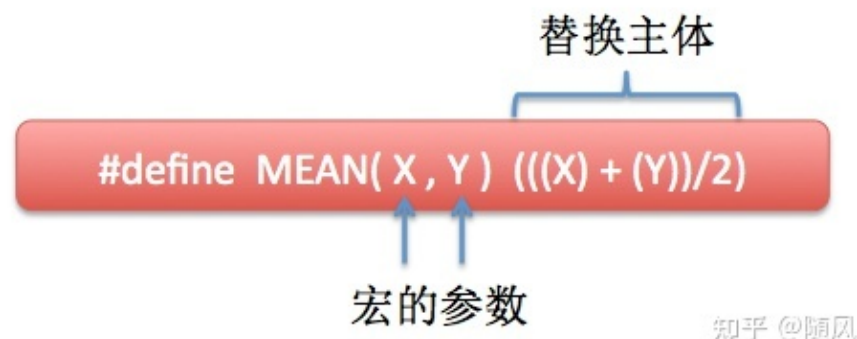 替换主体
#define MEAN( X , Y ) (((X) + (Y))/2)
宏的参数
知乎 @随风